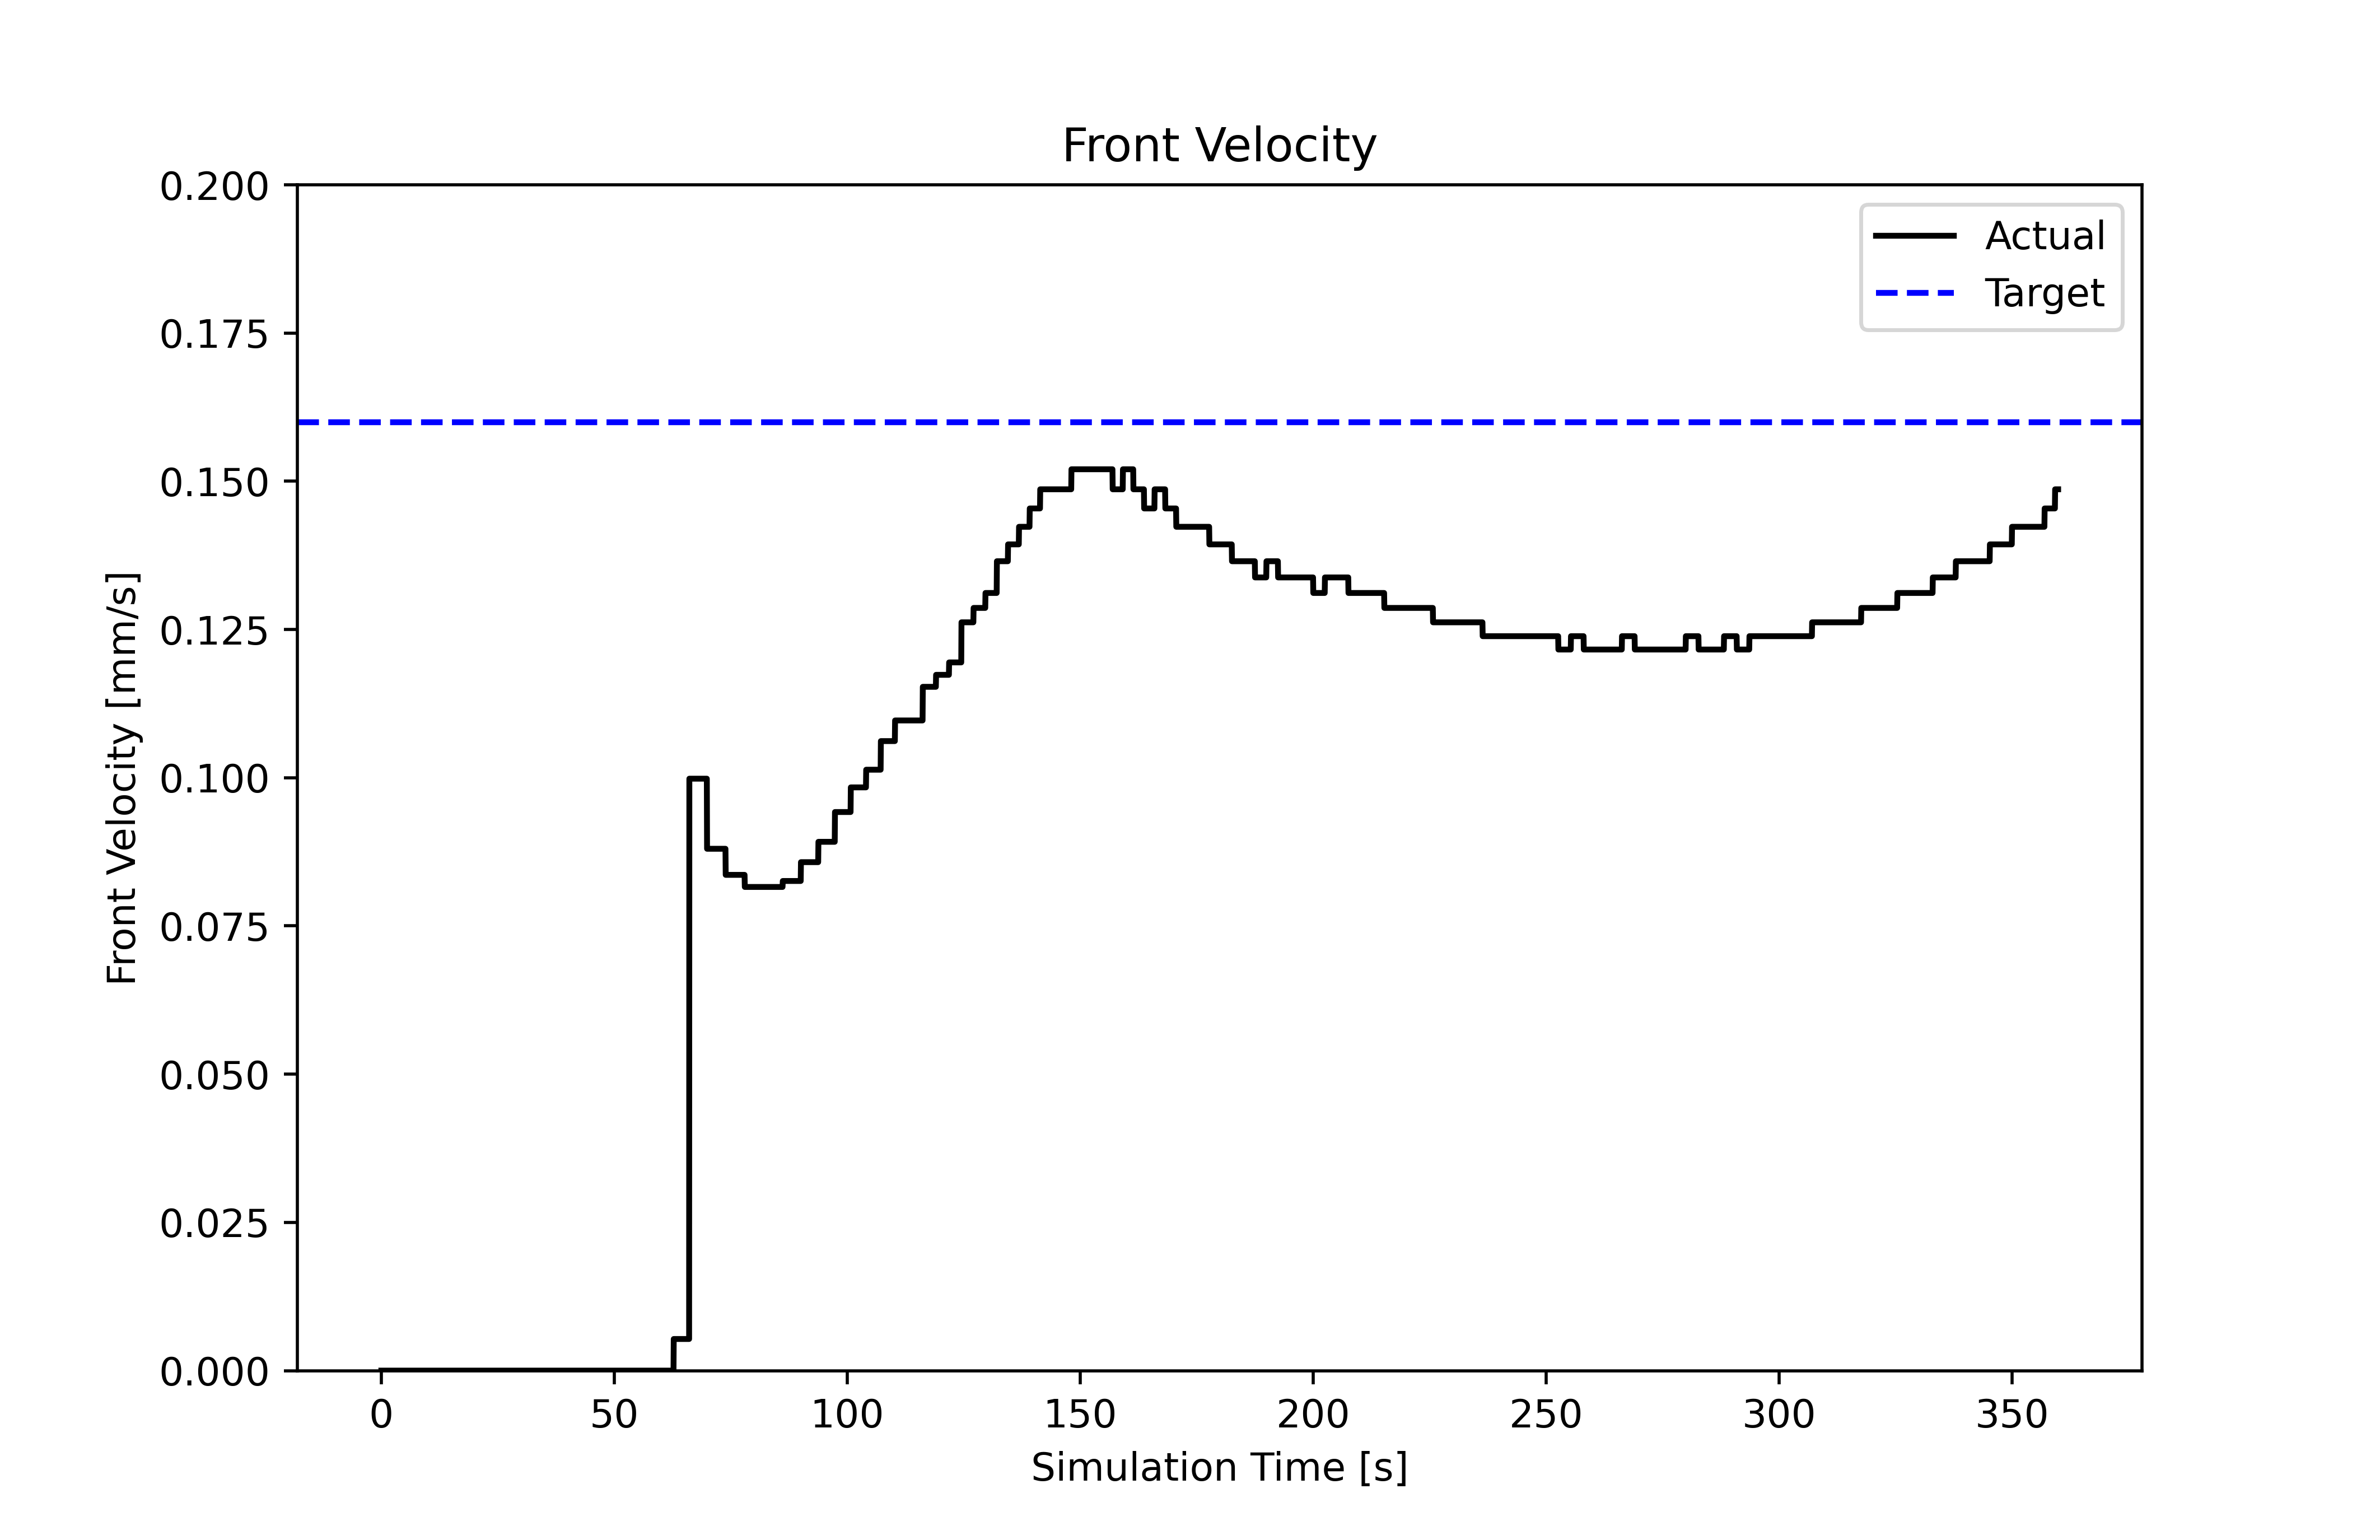 Front Velocity
0.200
0.175
0.150
0.125
0.100
0.075
0.050
0.025
0.000
Front Velocity [mm/s]
Actual
Target
0 50 100 150 200 250 300 350
Simulation Time [s]